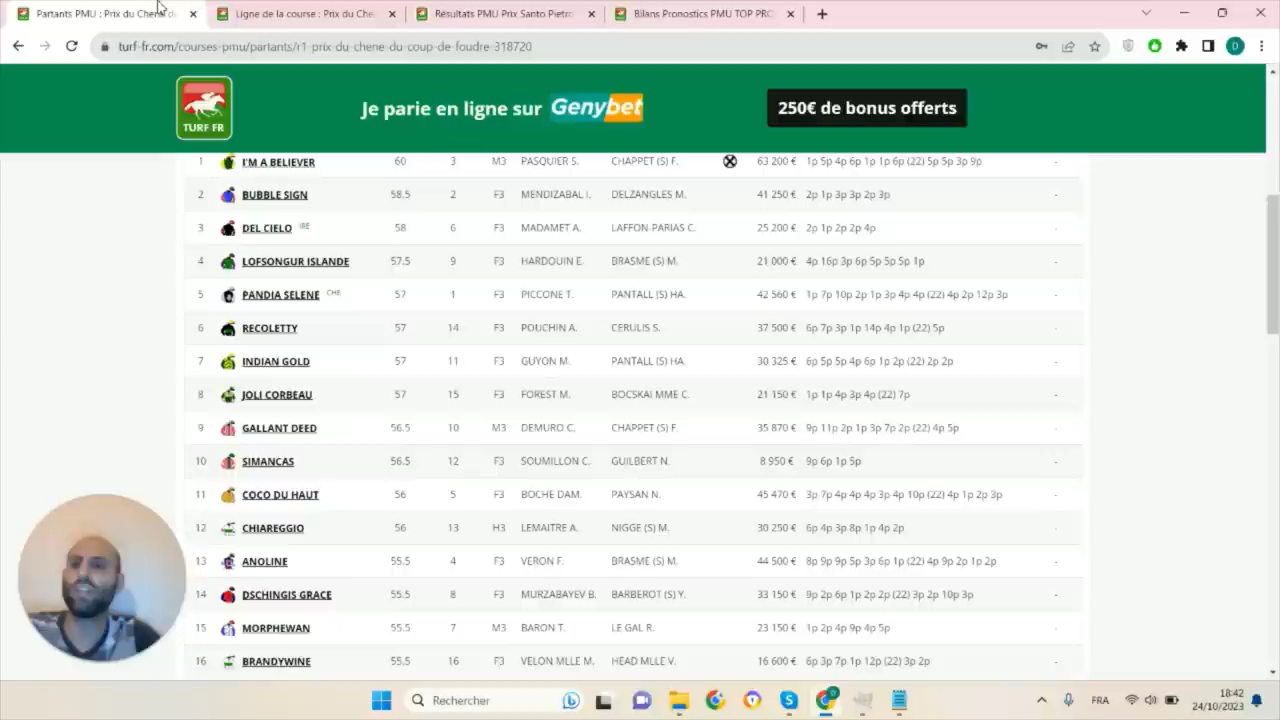 Partants PMU : Prix du Chene d
Ligne de la course : Prix du Che
Résultats PMU Prix Santo Pietro
Bilans Pronostics PMU TOP PRO
turf-fr.com/courses-pmu/partants/r1-prix-du-chene-du-coup-de-foudre-318720
TURF FR
Je parie en ligne sur Genybet
250€ de bonus offerts
1 I'M A BELIEVER 60 3 M3 PASQUIER S. CHAPPET (S) F. 63 200 € 1p 5p 4p 6p 1p 1p 6p (22) 5p 5p 3p 9p -
2 BUBBLE SIGN 58.5 2 F3 MENDIZABAL I. DELZANGLES M. 41 250 € 2p 1p 3p 3p 2p 3p -
3 DEL CIELO IRE 58 6 F3 MADAMET A. LAFFON-PARIAS C. 25 200 € 2p 1p 2p 2p 4p -
4 LOFSONGUR ISLANDE 57.5 9 F3 HARDOUIN E. BRASME (S) M. 21 000 € 4p 16p 3p 6p 5p 5p 5p 1p -
5 PANDIA SELENE CHE 57 1 F3 PICCONE T. PANTALL (S) HA. 42 560 € 1p 7p 10p 2p 1p 3p 4p 4p (22) 4p 2p 12p 3p -
6 RECOLETTY 57 14 F3 POUCHIN A. CERULIS S. 37 500 € 6p 7p 3p 1p 14p 4p 1p (22) 5p -
7 INDIAN GOLD 57 11 F3 GUYON M. PANTALL (S) HA. 30 325 € 6p 5p 5p 4p 6p 1p 2p (22) 2p 2p -
8 JOLI CORBEAU 57 15 F3 FOREST M. BOCSKAI MME C. 21 150 € 1p 1p 4p 3p 4p (22) 7p -
9 GALLANT DEED 56.5 10 M3 DEMURO C. CHAPPET (S) F. 35 870 € 9p 11p 2p 1p 3p 7p 2p (22) 4p 5p -
10 SIMANCAS 56.5 12 F3 SOUMILLON C. GUILBERT N. 8 950 € 9p 6p 1p 5p -
11 COCO DU HAUT 56 5 F3 BOCHE DAM. PAYSAN N. 45 470 € 3p 7p 4p 4p 4p 3p 4p 10p (22) 4p 1p 2p 3p -
12 CHIAREGGIO 56 13 H3 LEMAITRE A. NIGGE (S) M. 30 250 € 6p 4p 3p 8p 1p 4p 2p -
13 ANOLINE 55.5 4 F3 VERON F. BRASME (S) M. 44 500 € 8p 9p 9p 5p 3p 6p 1p (22) 4p 9p 2p 1p 2p -
14 DSCHINGIS GRACE 55.5 8 F3 MURZABAYEV B. BARBEROT (S) Y. 33 150 € 9p 2p 6p 1p 2p 2p (22) 3p 2p 10p 3p -
15 MORPHEWAN 55.5 7 M3 BARON T. LE GAL R. 23 150 € 1p 2p 4p 9p 4p 5p -
16 BRANDYWINE 55.5 16 F3 VELON MLLE M. HEAD MLLE V. 16 600 € 6p 3p 7p 1p 12p (22) 3p 2p -
Rechercher
FRA
18:42
24/10/2023